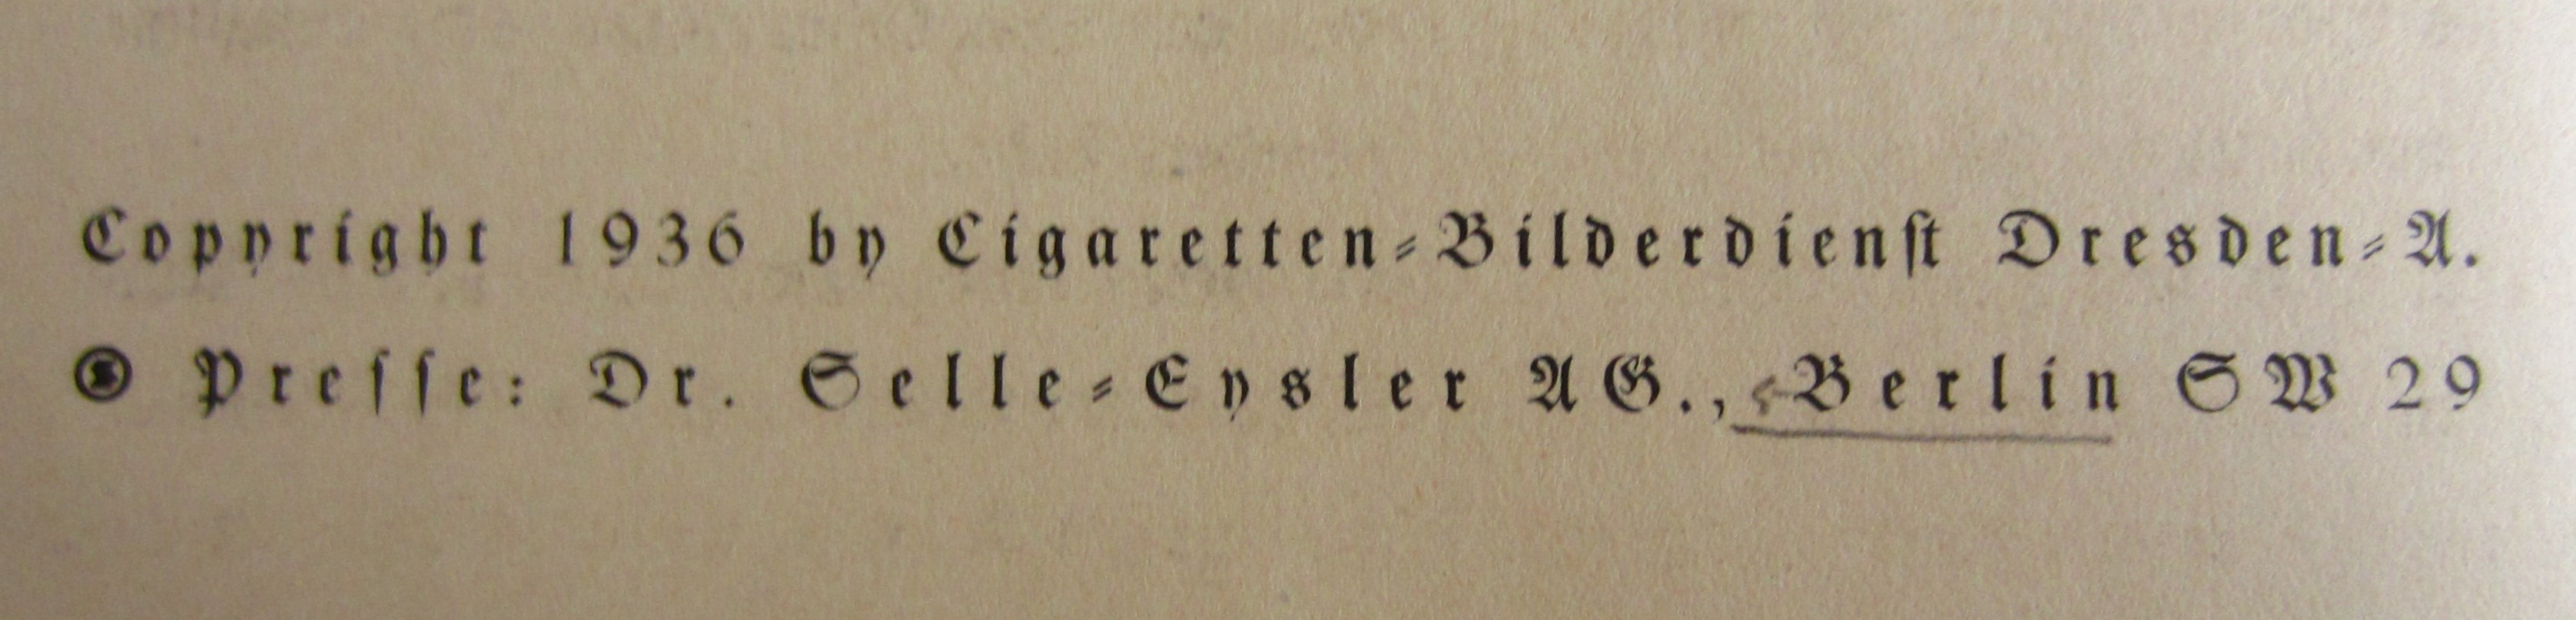 Copyright 1936 by Cigaretten-Bilderdienst Dresden-A.
Presse: Dr. Selle-Eysler AG., Berlin SW 29